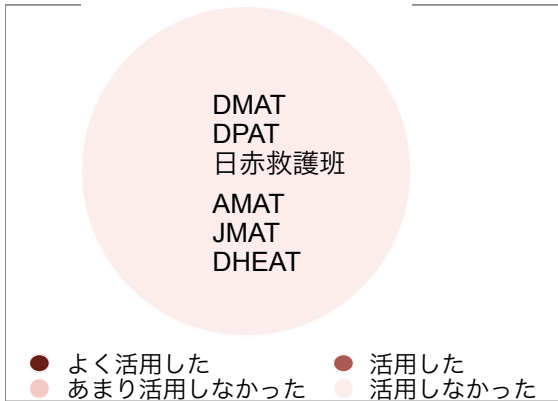 DMAT
DPAT
日赤救護班
AMAT
JMAT
DHEAT
よく活用した 活用した
あまり活用しなかった 活用しなかった